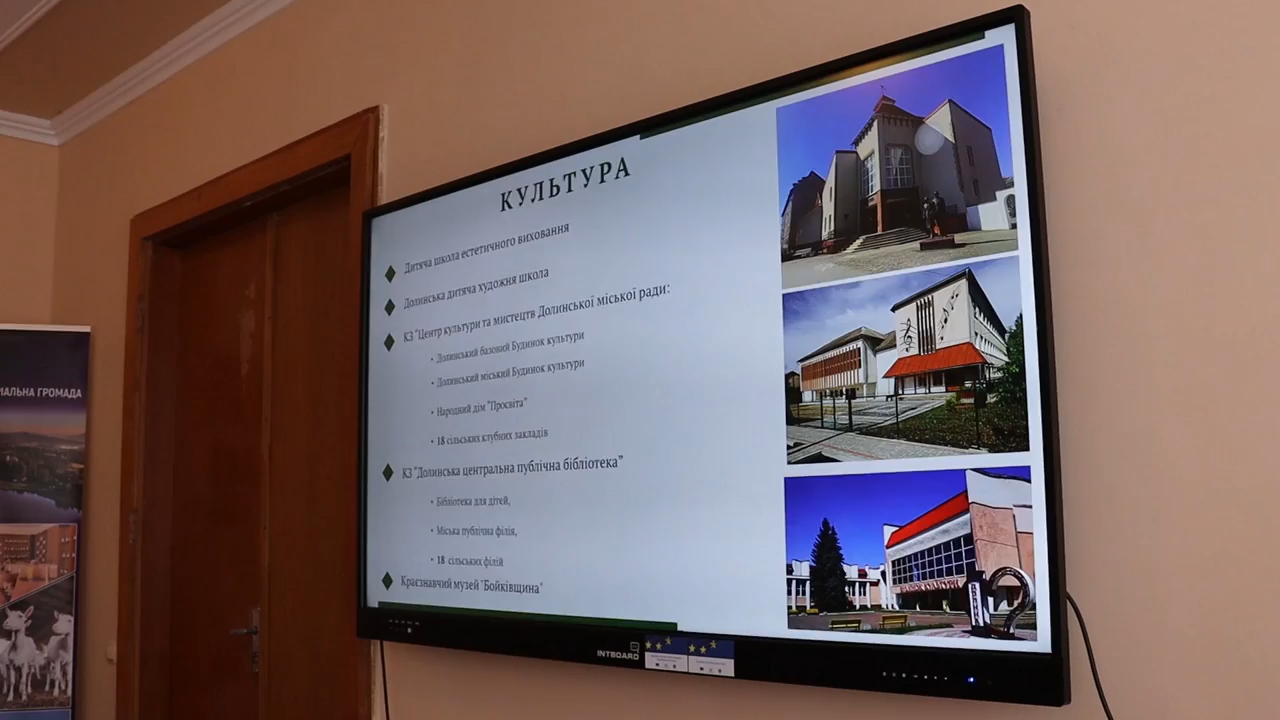 КУЛЬТУРА
Дитяча школа естетичного виховання
Долинська дитяча художня школа
КЗ "Центр культури та мистецтв Долинської міської ради:
Долинський базовий Будинок культури
Долинський міський Будинок культури
Народний дім "Просвіта"
18 сільських клубних закладів
КЗ "Долинська центральна публічна бібліотека"
Бібліотека для дітей,
Міська публічна філія,
18 сільських філій
Краєзнавчий музей "Бойківщина"
ІАЛЬНА ГРОМАДА
INTBOARD